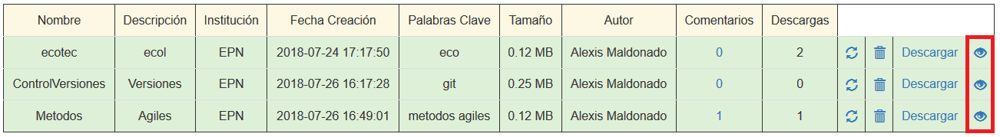 Nombre Descripción Institución Fecha Creación Palabras Clave Tamaño Autor Comentarios Descargas
ecotec ecol EPN 2018-07-24 17:17:50 eco 0.12 MB Alexis Maldonado 0 2 Descargar
ControlVersiones Versiones EPN 2018-07-26 16:17:28 git 0.25 MB Alexis Maldonado 0 0 Descargar
Metodos Agiles EPN 2018-07-26 16:49:01 metodos agiles 0.12 MB Alexis Maldonado 1 1 Descargar